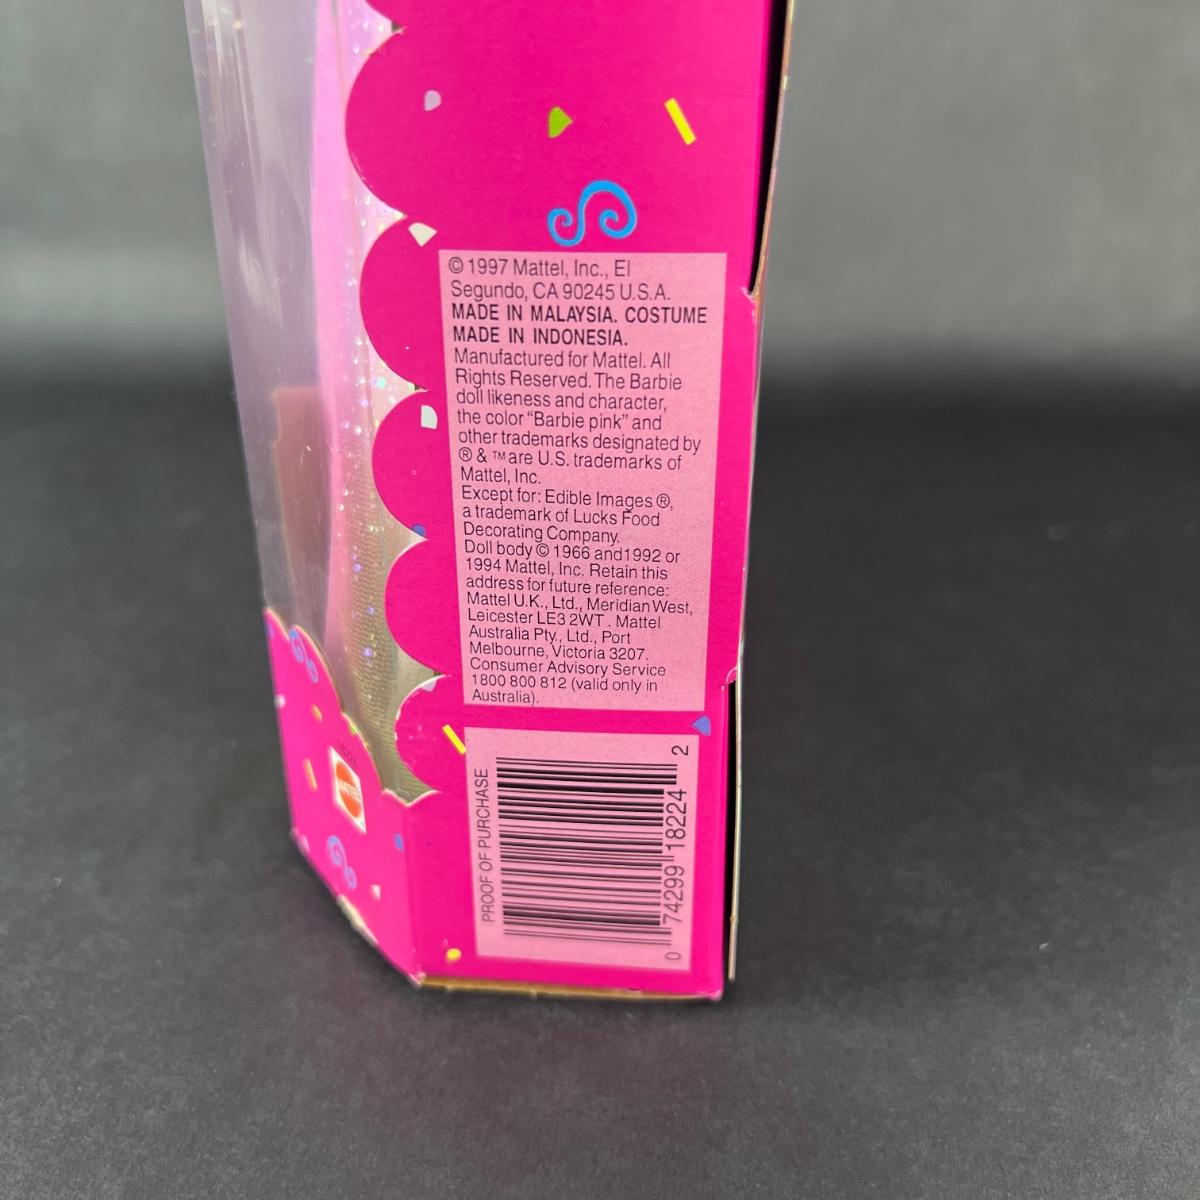 © 1997 Mattel, Inc., El
Segundo, CA 90245 U.S.A.
MADE IN MALAYSIA. COSTUME
MADE IN INDONESIA.
Manufactured for Mattel. All
Rights Reserved. The Barbie
doll likeness and character,
the color "Barbie pink" and
other trademarks designated by
® & ™ are U.S. trademarks of
Mattel, Inc.
Except for: Edible Images ®,
a trademark of Lucks Food
Decorating Company.
Doll body © 1966 and1992 or
1994 Mattel, Inc. Retain this
address for future reference:
Mattel U.K., Ltd., Meridian West,
Leicester LE3 2WT . Mattel
Australia Pty., Ltd., Port
Melbourne, Victoria 3207.
Consumer Advisory Service
1800 800 812 (valid only in
Australia).
PROOF OF PURCHASE
0 74299 18224 2
MATTEL